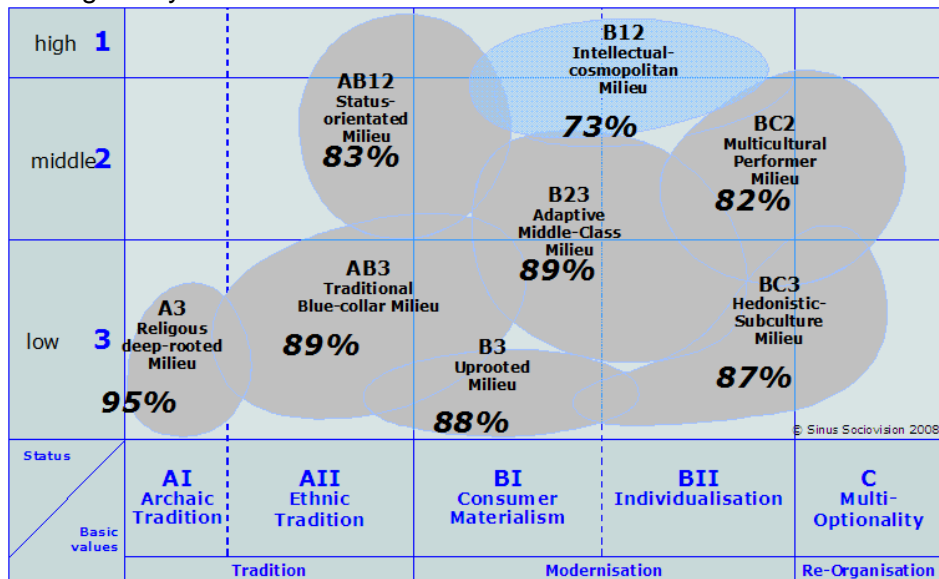 high 1
B12
Intellectual-
cosmopolitan
Milieu
73%
AB12
Status-
orientated
Milieu
83%
middle 2
BC2
Multicultural
Performer
Milieu
82%
B23
Adaptive
Middle-Class
Milieu
89%
AB3
Traditional
Blue-collar Milieu
89%
BC3
Hedonistic-
Subculture
Milieu
87%
A3
Religous
deep-rooted
Milieu
95%
low 3
B3
Uprooted
Milieu
88%
© Sinus Sociovision 2008
Status
Basic
values
AI
Archaic
Tradition
AII
Ethnic
Tradition
BI
Consumer
Materialism
BII
Individualisation
C
Multi-
Optionality
Tradition
Modernisation
Re-Organisation